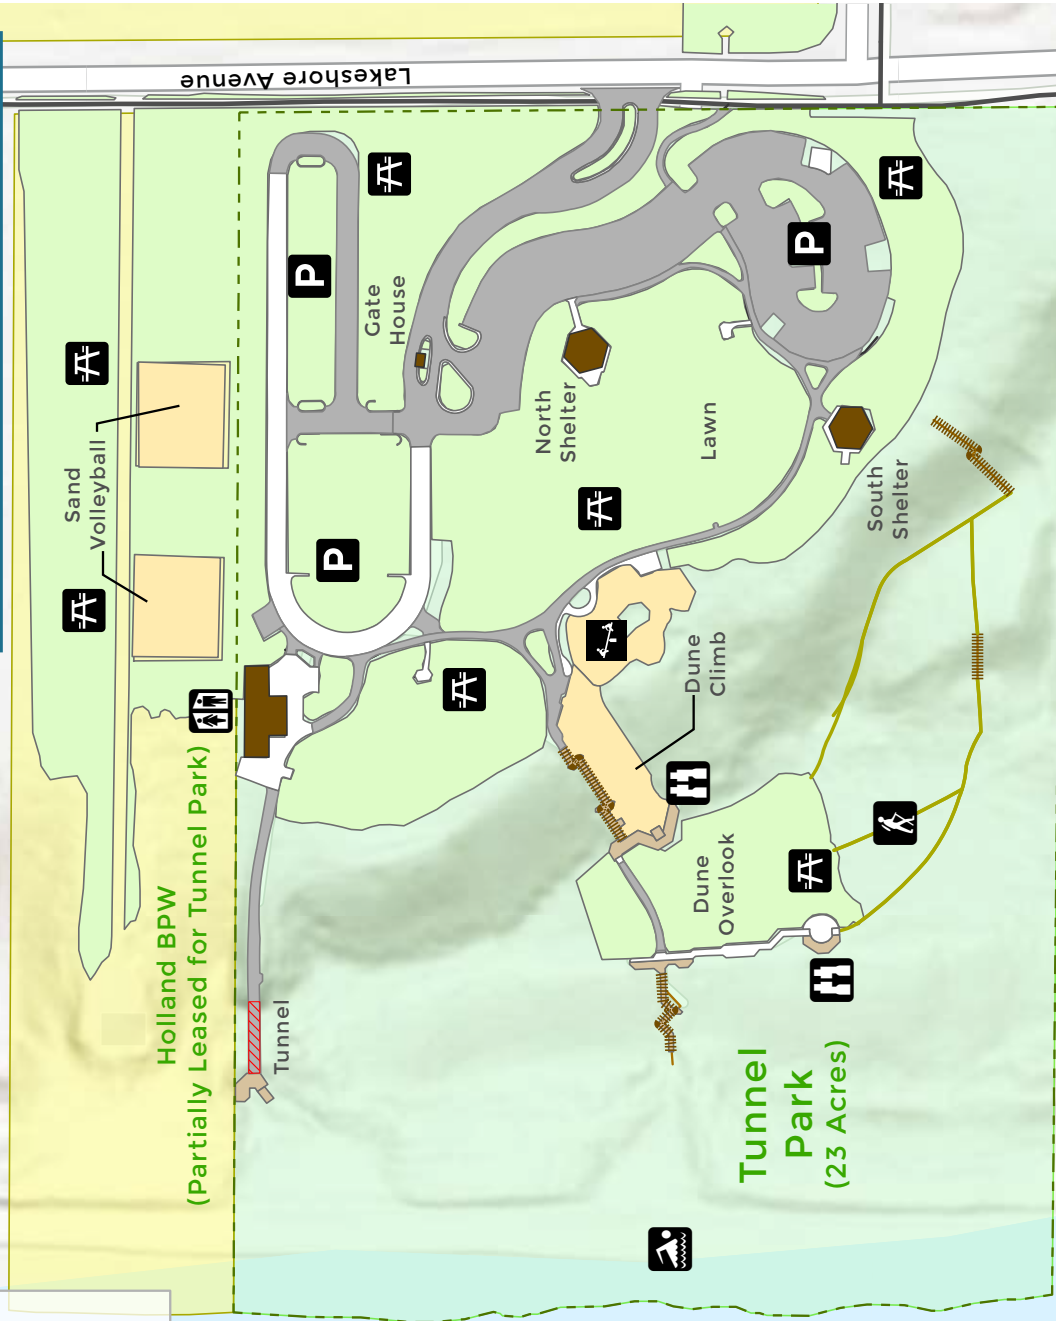 Lakeshore Avenue
P
P
P
Gate
House
North
Shelter
Lawn
South
Shelter
Sand
Volleyball
Dune
Climb
Dune
Overlook
Holland BPW
(Partially Leased for Tunnel Park)
Tunnel
Tunnel
Park
(23 Acres)